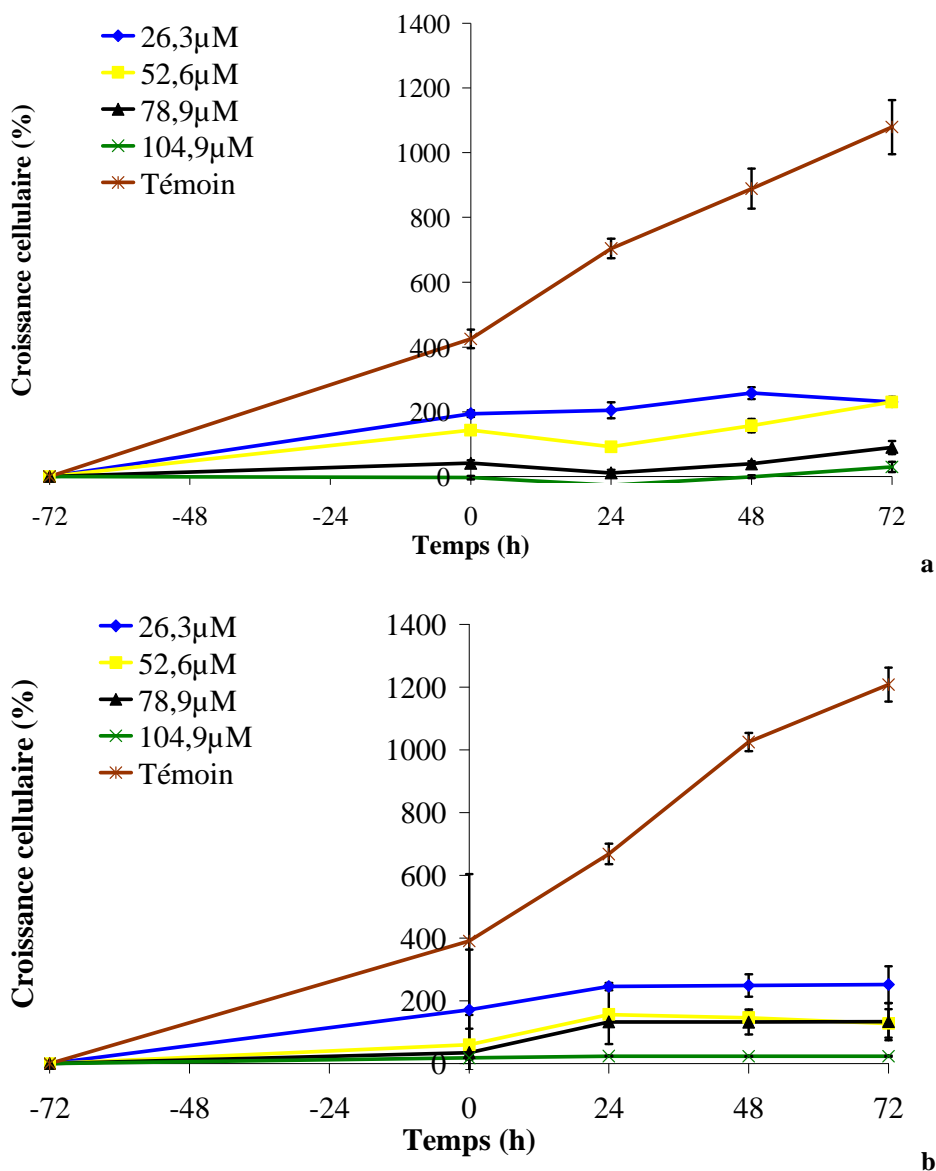 26,3µM
52,6µM
78,9µM
104,9µM
Témoin
Croissance cellulaire (%)
1400
1200
1000
800
600
400
200
0
-72
-48
-24
0
24
48
72
Temps (h)
a
26,3µM
52,6µM
78,9µM
104,9µM
Témoin
Croissance cellulaire (%)
1400
1200
1000
800
600
400
200
0
-72
-48
-24
0
24
48
72
Temps (h)
b